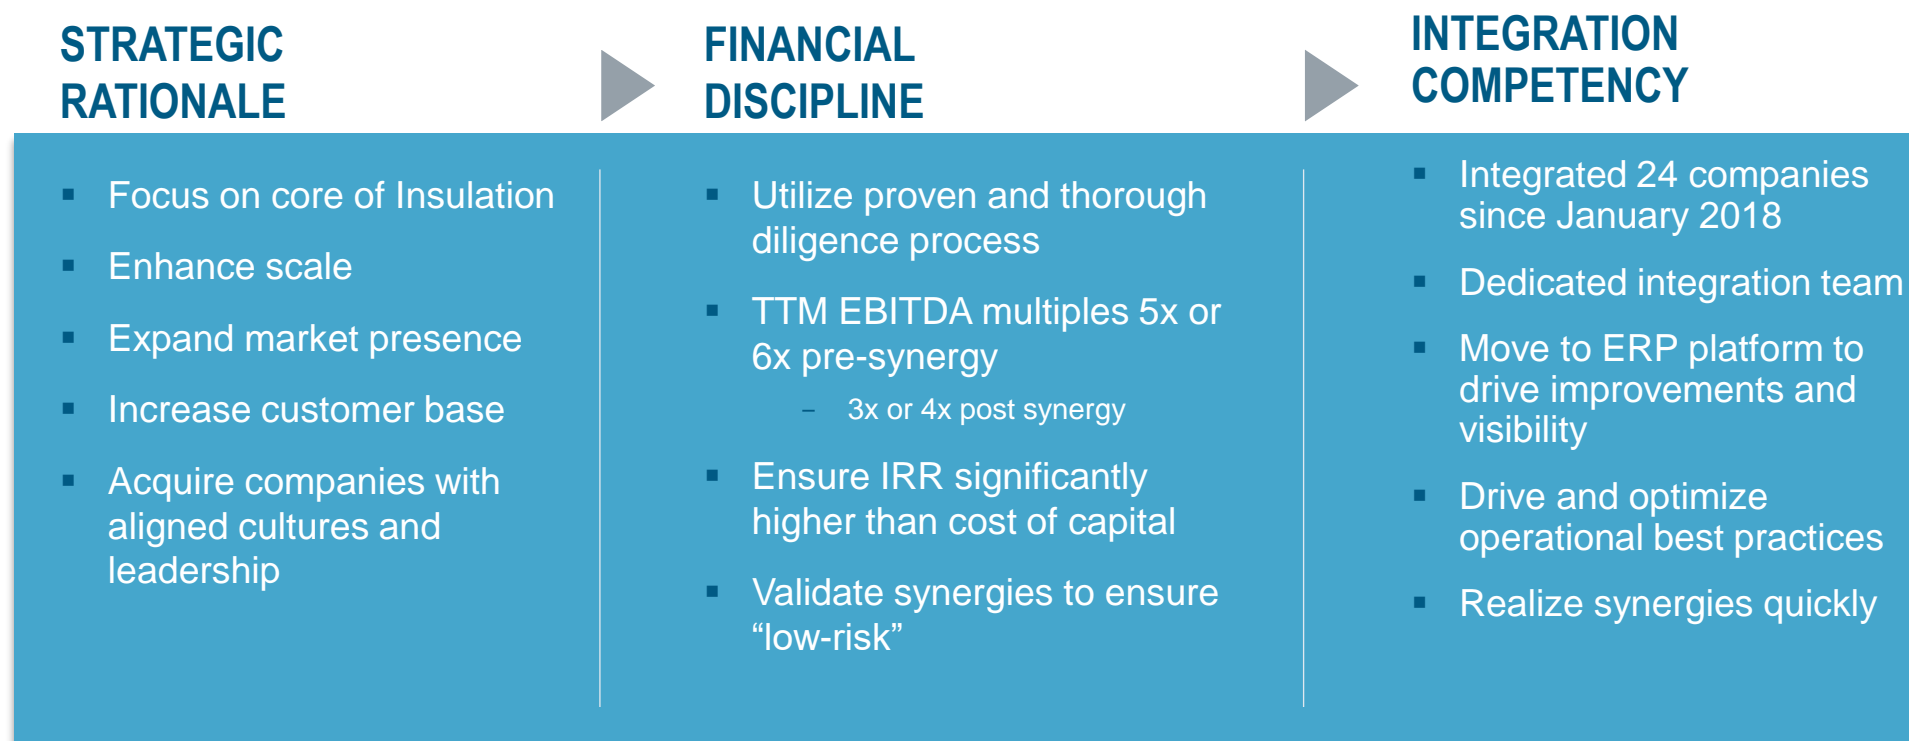 STRATEGIC
RATIONALE
▪ Focus on core of Insulation
▪ Enhance scale
▪ Expand market presence
▪ Increase customer base
▪ Acquire companies with
aligned cultures and
leadership
FINANCIAL
DISCIPLINE
▪ Utilize proven and thorough
diligence process
▪ TTM EBITDA multiples 5x or
6x pre-synergy
– 3x or 4x post synergy
▪ Ensure IRR significantly
higher than cost of capital
▪ Validate synergies to ensure
“low-risk”
INTEGRATION
COMPETENCY
▪ Integrated 24 companies
since January 2018
▪ Dedicated integration team
▪ Move to ERP platform to
drive improvements and
visibility
▪ Drive and optimize
operational best practices
▪ Realize synergies quickly